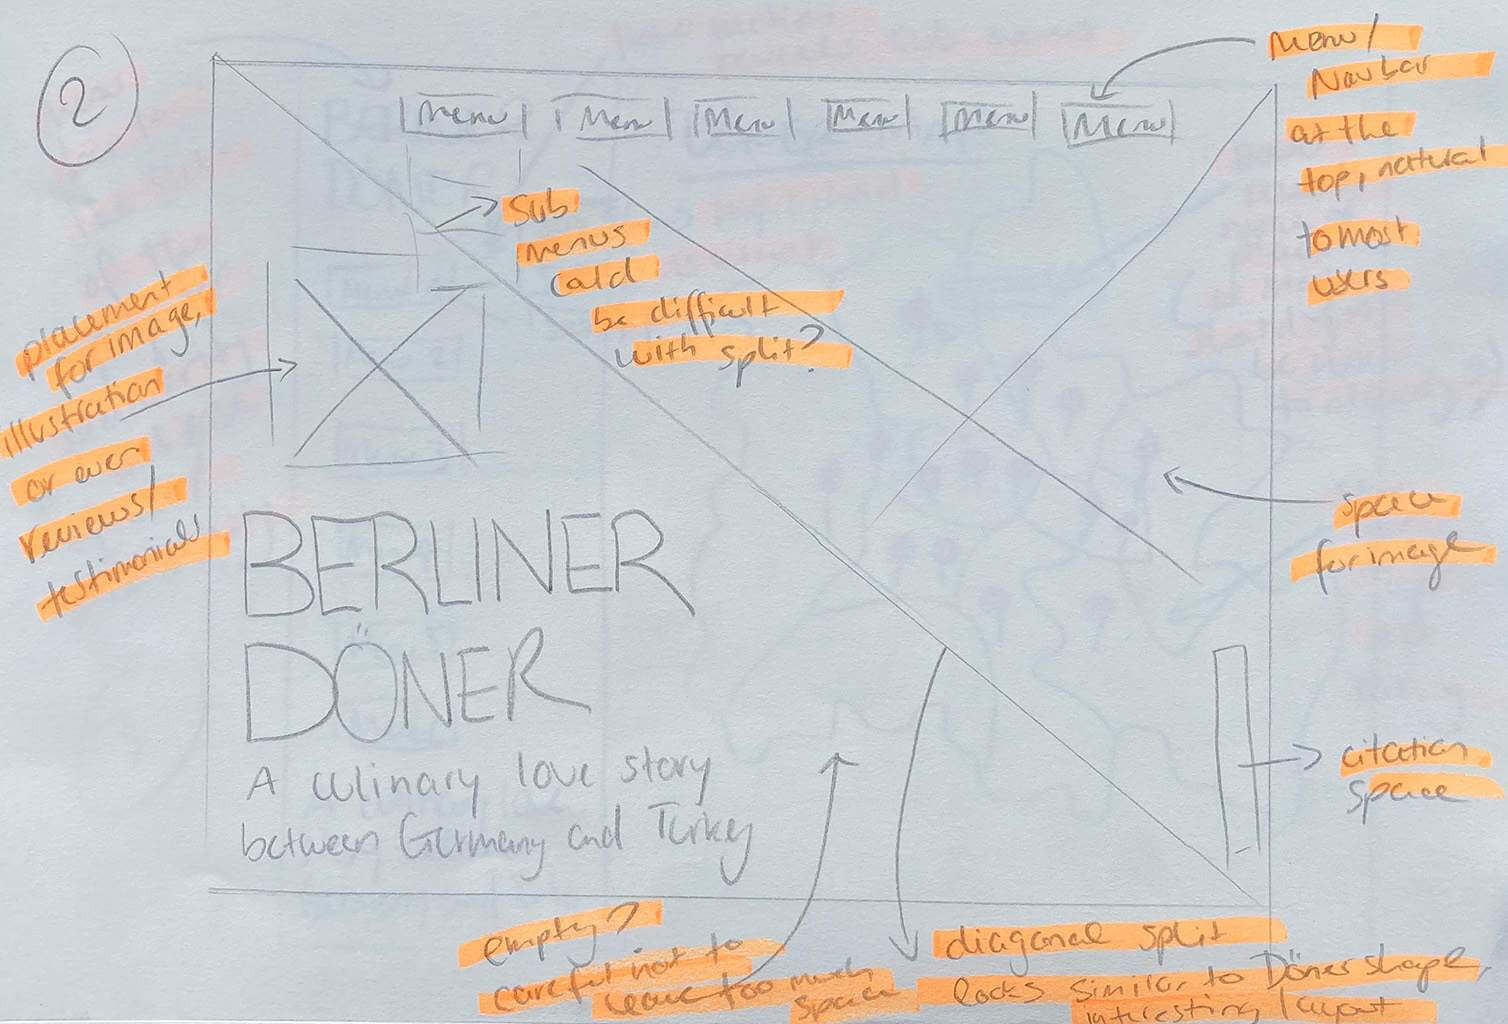 2
Menu Menu Menu Menu Menu Menu
Menu/
Navbar
at the
top, natural
to most
users
Sub
menus
could
be difficult
with split?
placement
for image,
illustration
or even
reviews/
testimonials
space
for image
BERLINER
DÖNER
A culinary love story
between Germany and Turkey
citation
space
empty?
careful not to
leave too much
space
diagonal split
looks similar to Döner shape,
interesting layout